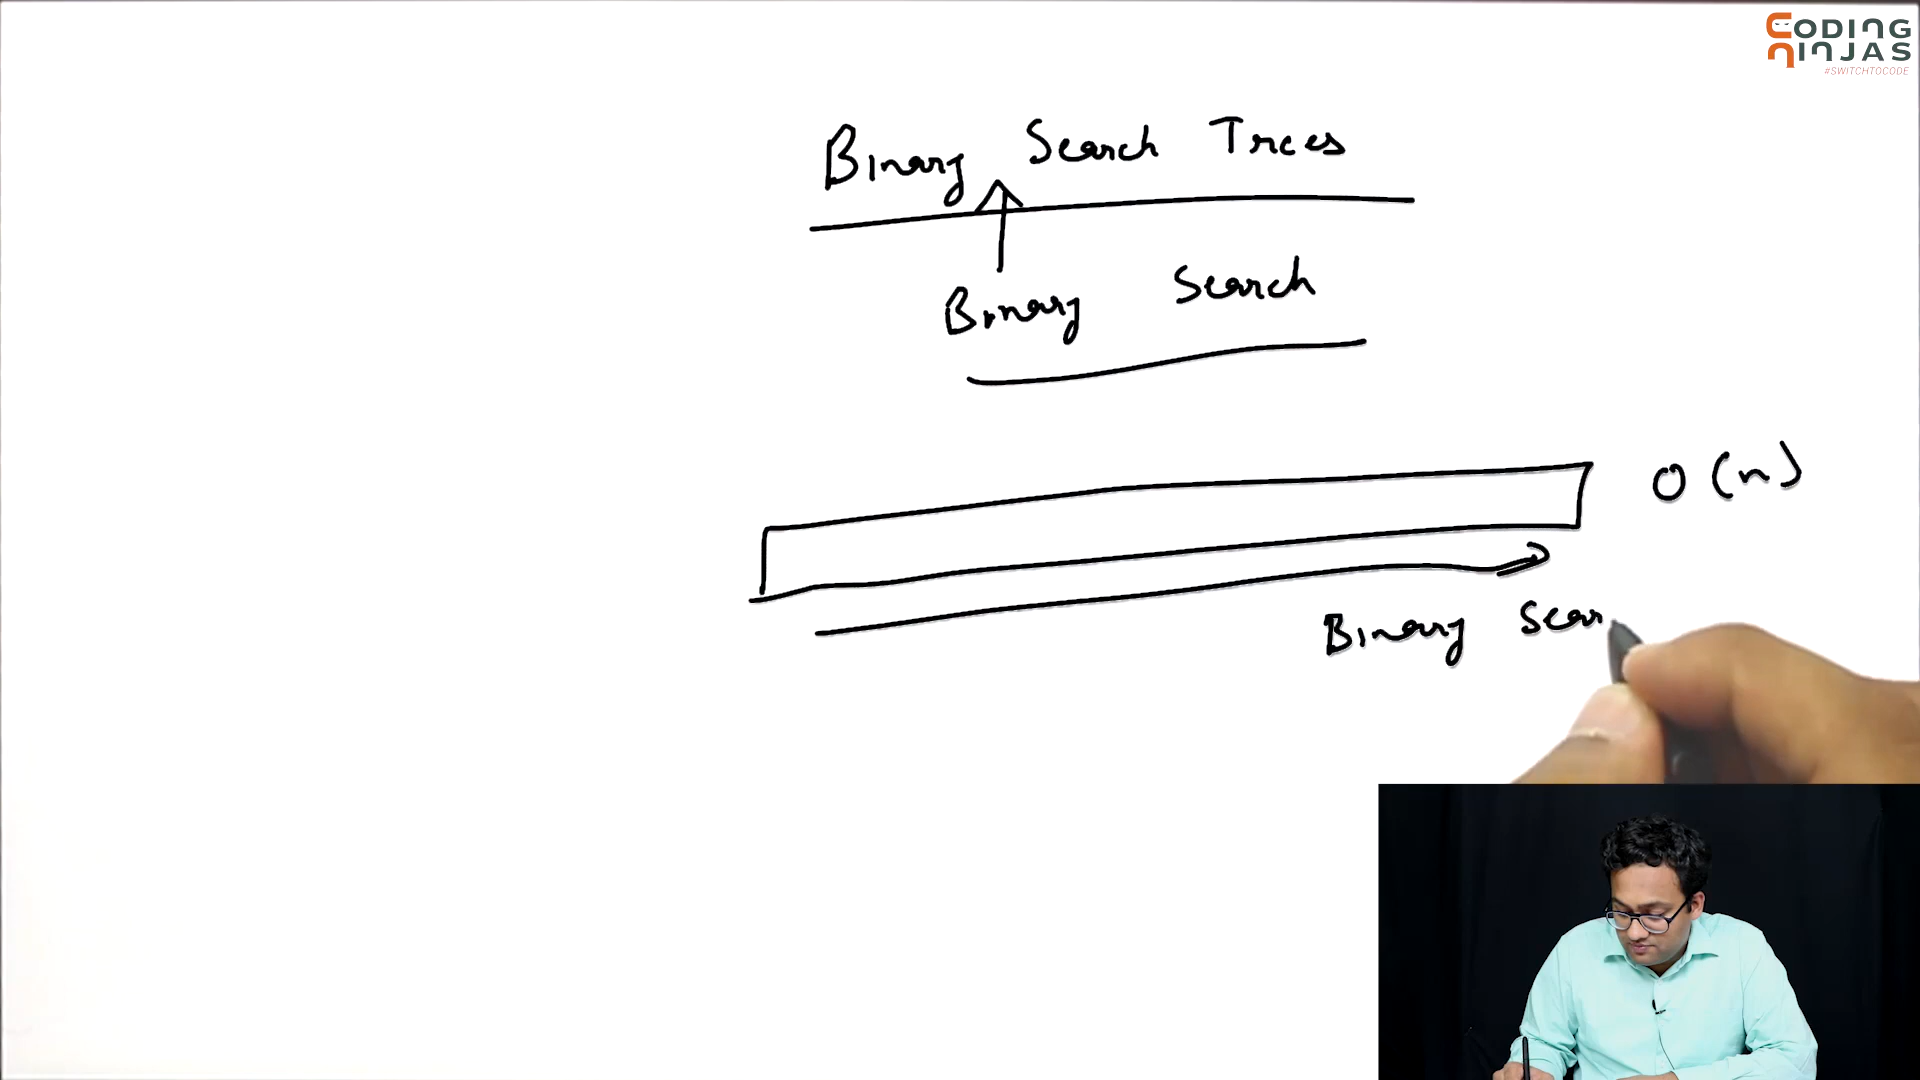 CODING
NINJAS
#SWITCHTOCODE
Binary Search Trees
Binary Search
O(n)
Binary Sear